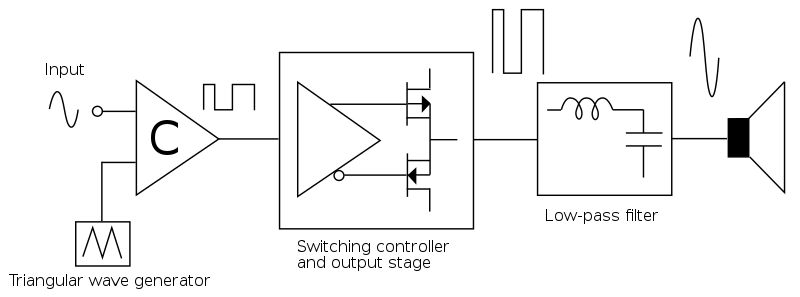 Input
C
Switching controller
and output stage
Low-pass filter
Triangular wave generator